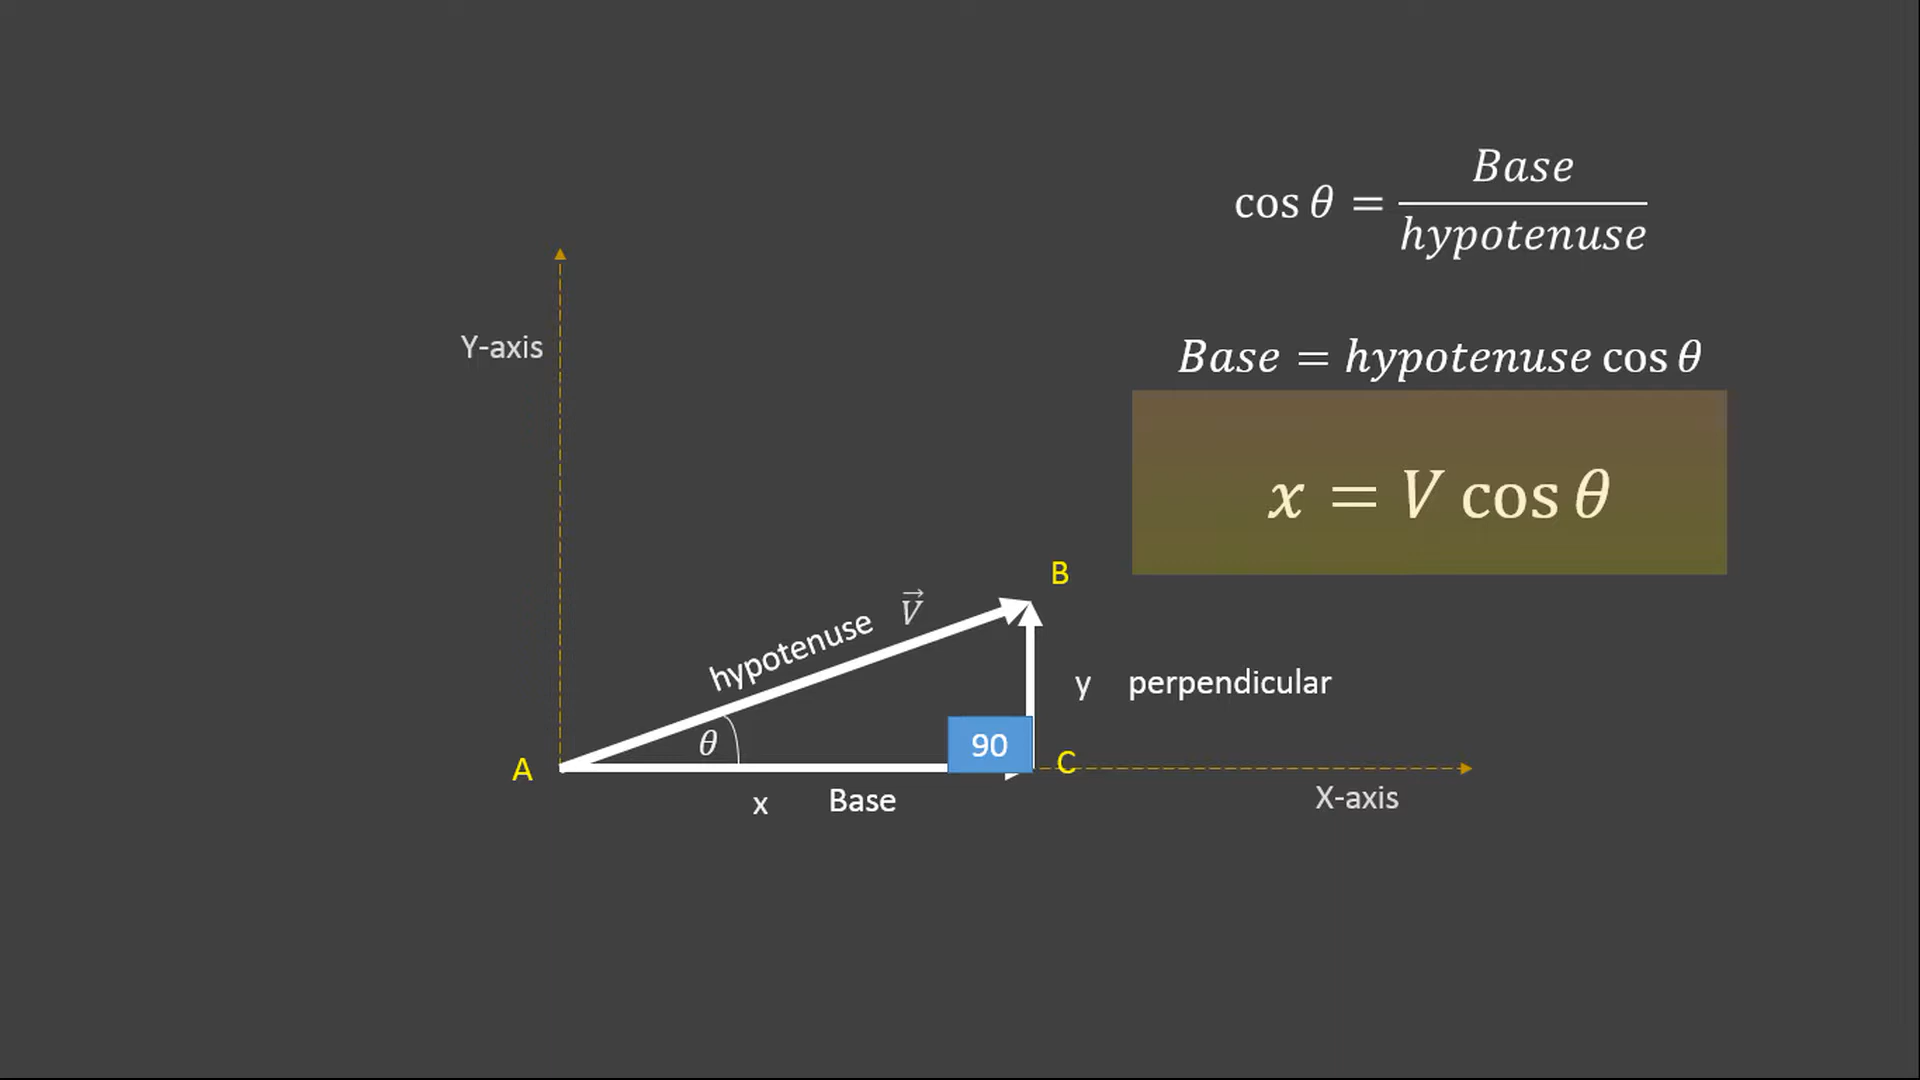 cos θ = Base / hypotenuse
Y-axis
Base = hypotenuse cos θ
x = V cos θ
B
hypotenuse V⃗
y perpendicular
θ
90
A
C
x Base
X-axis